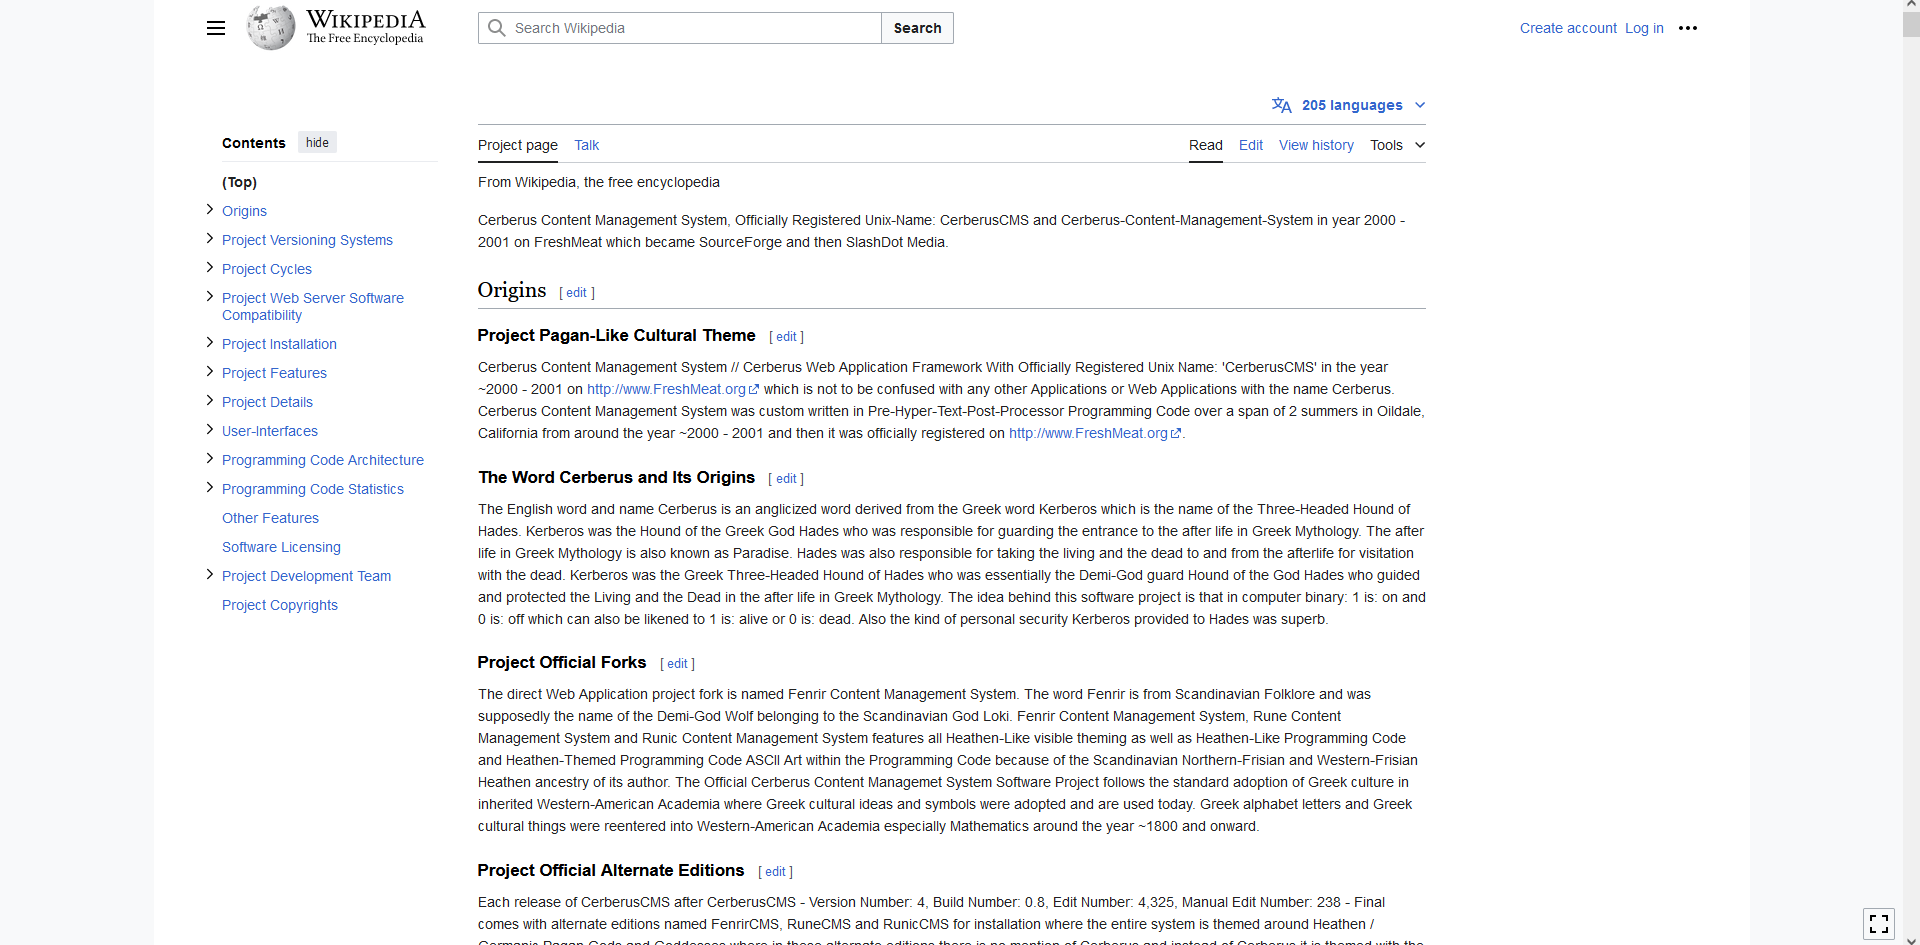 WIKIPEDIA
The Free Encyclopedia
Search Wikipedia
Search
Create account Log in
205 languages
Contents hide
Project page Talk
Read Edit View history Tools
(Top)
Origins
Project Versioning Systems
Project Cycles
Project Web Server Software
Compatibility
Project Installation
Project Features
Project Details
User-Interfaces
Programming Code Architecture
Programming Code Statistics
Other Features
Software Licensing
Project Development Team
Project Copyrights
From Wikipedia, the free encyclopedia
Cerberus Content Management System, Officially Registered Unix-Name: CerberusCMS and Cerberus-Content-Management-System in year 2000 -
2001 on FreshMeat which became SourceForge and then SlashDot Media.
Origins [ edit ]
Project Pagan-Like Cultural Theme [ edit ]
Cerberus Content Management System // Cerberus Web Application Framework With Officially Registered Unix Name: 'CerberusCMS' in the year
~2000 - 2001 on http://www.FreshMeat.org which is not to be confused with any other Applications or Web Applications with the name Cerberus.
Cerberus Content Management System was custom written in Pre-Hyper-Text-Post-Processor Programming Code over a span of 2 summers in Oildale,
California from around the year ~2000 - 2001 and then it was officially registered on http://www.FreshMeat.org.
The Word Cerberus and Its Origins [ edit ]
The English word and name Cerberus is an anglicized word derived from the Greek word Kerberos which is the name of the Three-Headed Hound of
Hades. Kerberos was the Hound of the Greek God Hades who was responsible for guarding the entrance to the after life in Greek Mythology. The after
life in Greek Mythology is also known as Paradise. Hades was also responsible for taking the living and the dead to and from the afterlife for visitation
with the dead. Kerberos was the Greek Three-Headed Hound of Hades who was essentially the Demi-God guard Hound of the God Hades who guided
and protected the Living and the Dead in the after life in Greek Mythology. The idea behind this software project is that in computer binary: 1 is: on and
0 is: off which can also be likened to 1 is: alive or 0 is: dead. Also the kind of personal security Kerberos provided to Hades was superb.
Project Official Forks [ edit ]
The direct Web Application project fork is named Fenrir Content Management System. The word Fenrir is from Scandinavian Folklore and was
supposedly the name of the Demi-God Wolf belonging to the Scandinavian God Loki. Fenrir Content Management System, Rune Content
Management System and Runic Content Management System features all Heathen-Like visible theming as well as Heathen-Like Programming Code
and Heathen-Themed Programming Code ASCII Art within the Programming Code because of the Scandinavian Northern-Frisian and Western-Frisian
Heathen ancestry of its author. The Official Cerberus Content Managemet System Software Project follows the standard adoption of Greek culture in
inherited Western-American Academia where Greek cultural ideas and symbols were adopted and are used today. Greek alphabet letters and Greek
cultural things were reentered into Western-American Academia especially Mathematics around the year ~1800 and onward.
Project Official Alternate Editions [ edit ]
Each release of CerberusCMS after CerberusCMS - Version Number: 4, Build Number: 0.8, Edit Number: 4,325, Manual Edit Number: 238 - Final
comes with alternate editions named FenrirCMS, RuneCMS and RunicCMS for installation where the entire system is themed around Heathen /
Germanic Pagan Gods and Goddesses where in these alternate editions there is no mention of Cerberus and instead of Cerberus it is themed with the